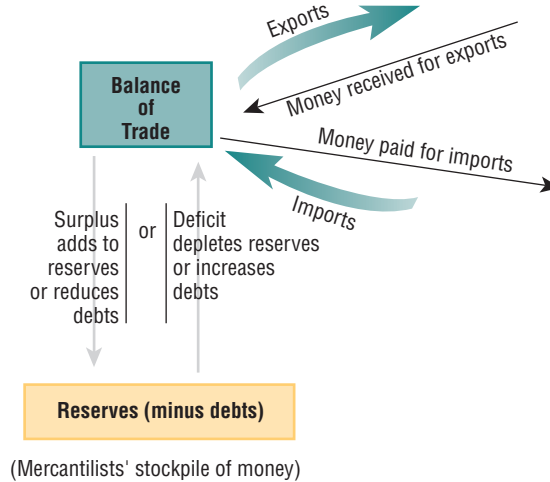 Exports
Money received for exports
Balance
of
Trade
Money paid for imports
Imports
Surplus
adds to
reserves
or reduces
debts
or
Deficit
depletes reserves
or increases
debts
Reserves (minus debts)
(Mercantilists' stockpile of money)